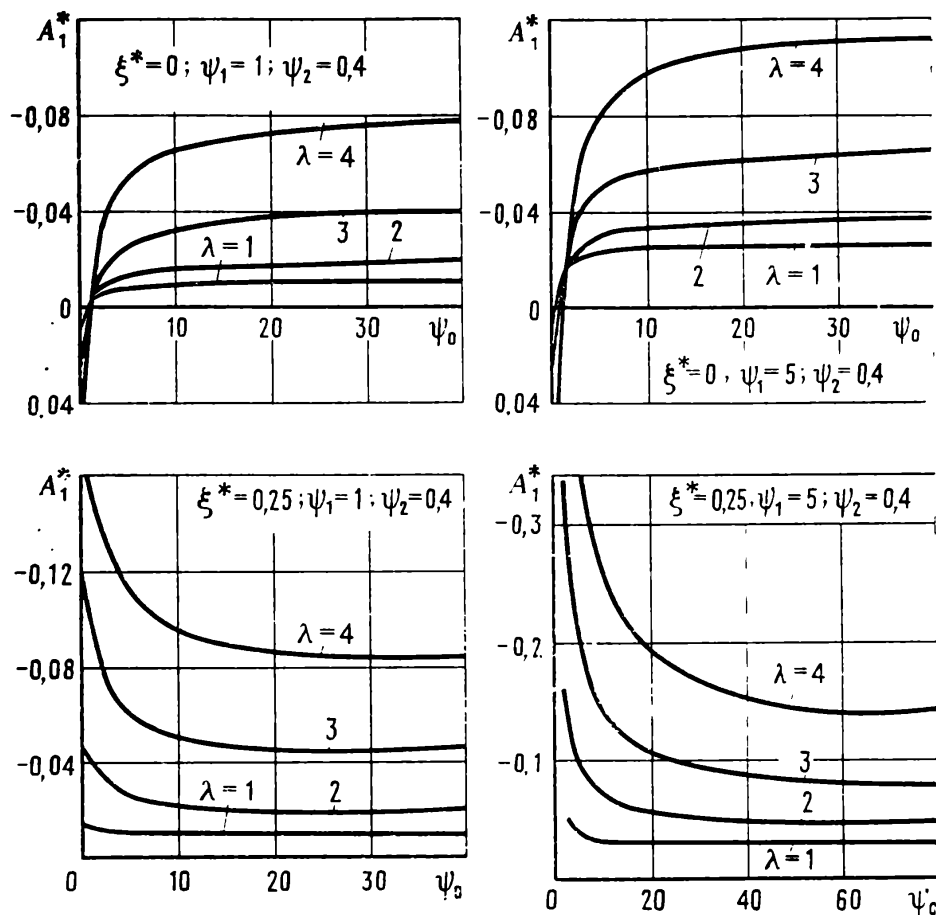 A₁*
ξ*=0; ψ₁=1; ψ₂=0,4
-0,08
λ=4
-0,04
λ=1
3
2
0
10
20
30
ψ₀
0.04
A₁*
λ=4
-0,08
3
-0,04
2
λ=1
0
10
20
30
ψ₀
ξ*=0, ψ₁=5; ψ₂=0,4
0.04
A₁*
ξ*=0,25; ψ₁=1; ψ₂=0,4
-0,12
λ=4
-0,08
3
-0,04
λ=1
2
0
10
20
30
ψ₀
A₁*
ξ*=0,25, ψ₁=5; ψ₂=0,4
-0,3
-0,2
λ=4
-0,1
3
2
λ=1
0
20
40
60
ψ₀